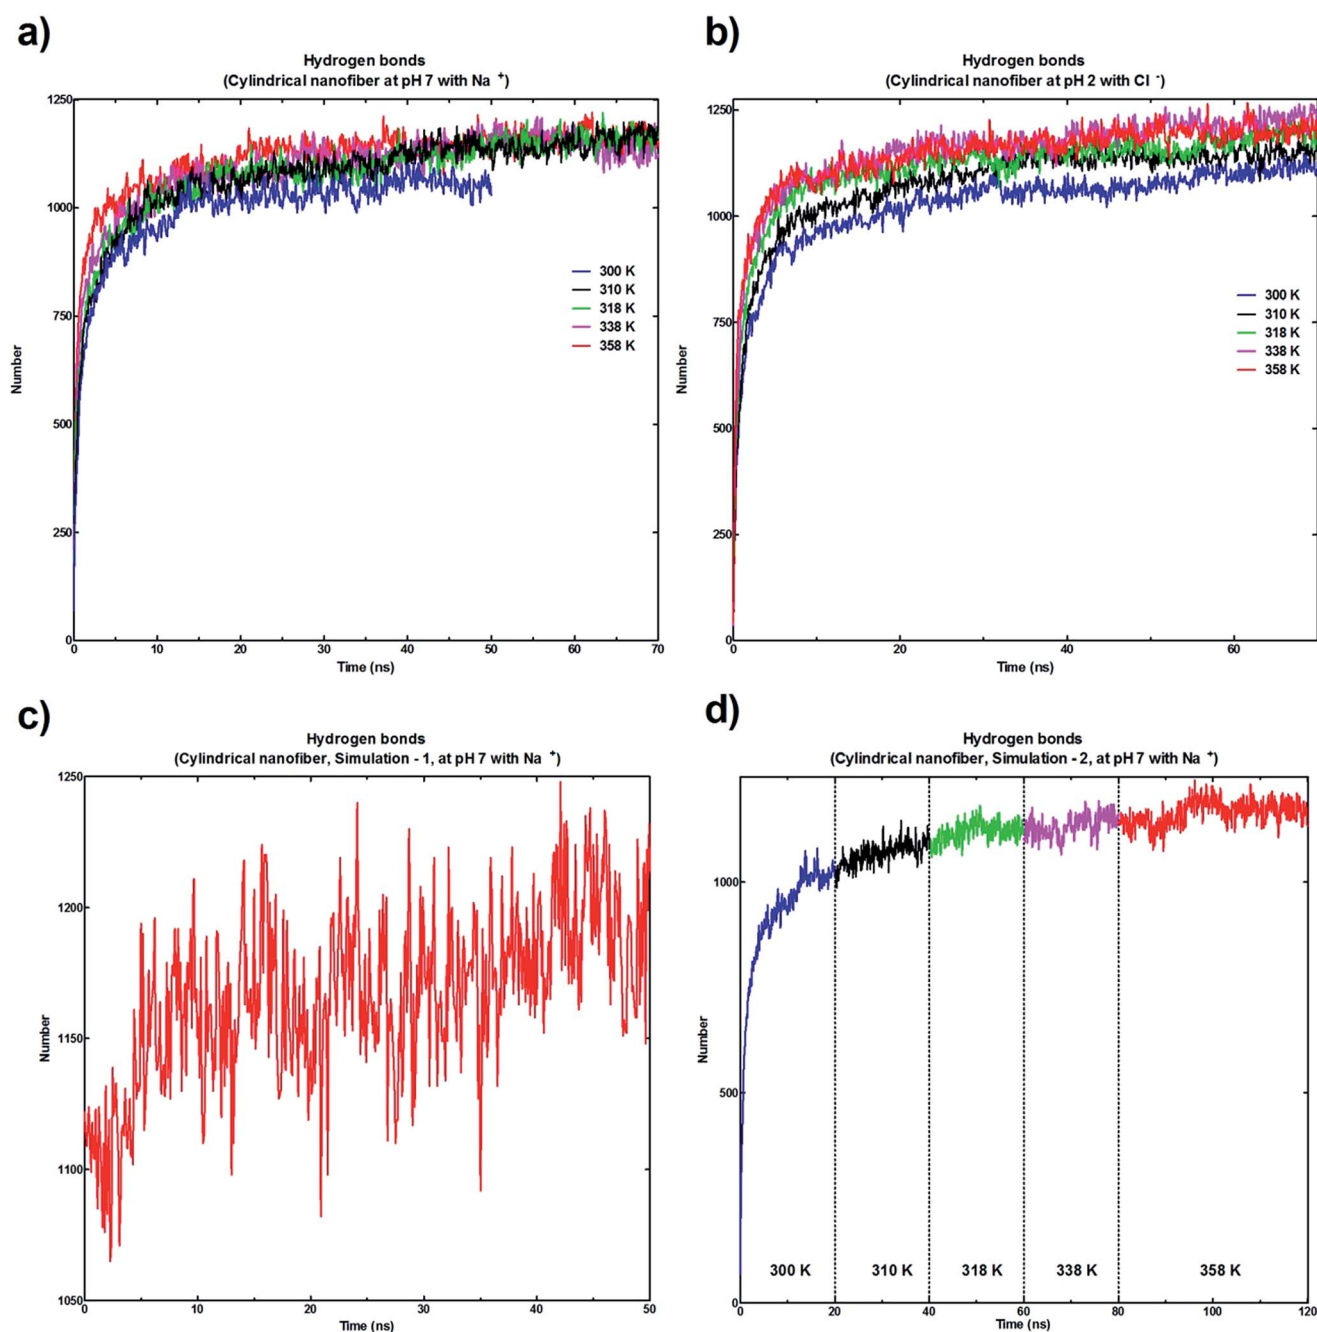 a)
Hydrogen bonds
(Cylindrical nanofiber at pH 7 with Na +)
1250
1000
750
500
250
0
Number
300 K
310 K
318 K
338 K
358 K
0 10 20 30 40 50 60 70
Time (ns)
b)
Hydrogen bonds
(Cylindrical nanofiber at pH 2 with Cl -)
1250
1000
750
500
250
0
Number
300 K
310 K
318 K
338 K
358 K
0 20 40 60
Time (ns)
c)
Hydrogen bonds
(Cylindrical nanofiber, Simulation - 1, at pH 7 with Na +)
1250
1200
1150
1100
1050
Number
0 10 20 30 40 50
Time (ns)
d)
Hydrogen bonds
(Cylindrical nanofiber, Simulation - 2, at pH 7 with Na +)
1000
500
0
Number
300 K 310 K 318 K 338 K 358 K
0 20 40 60 80 100 120
Time (ns)